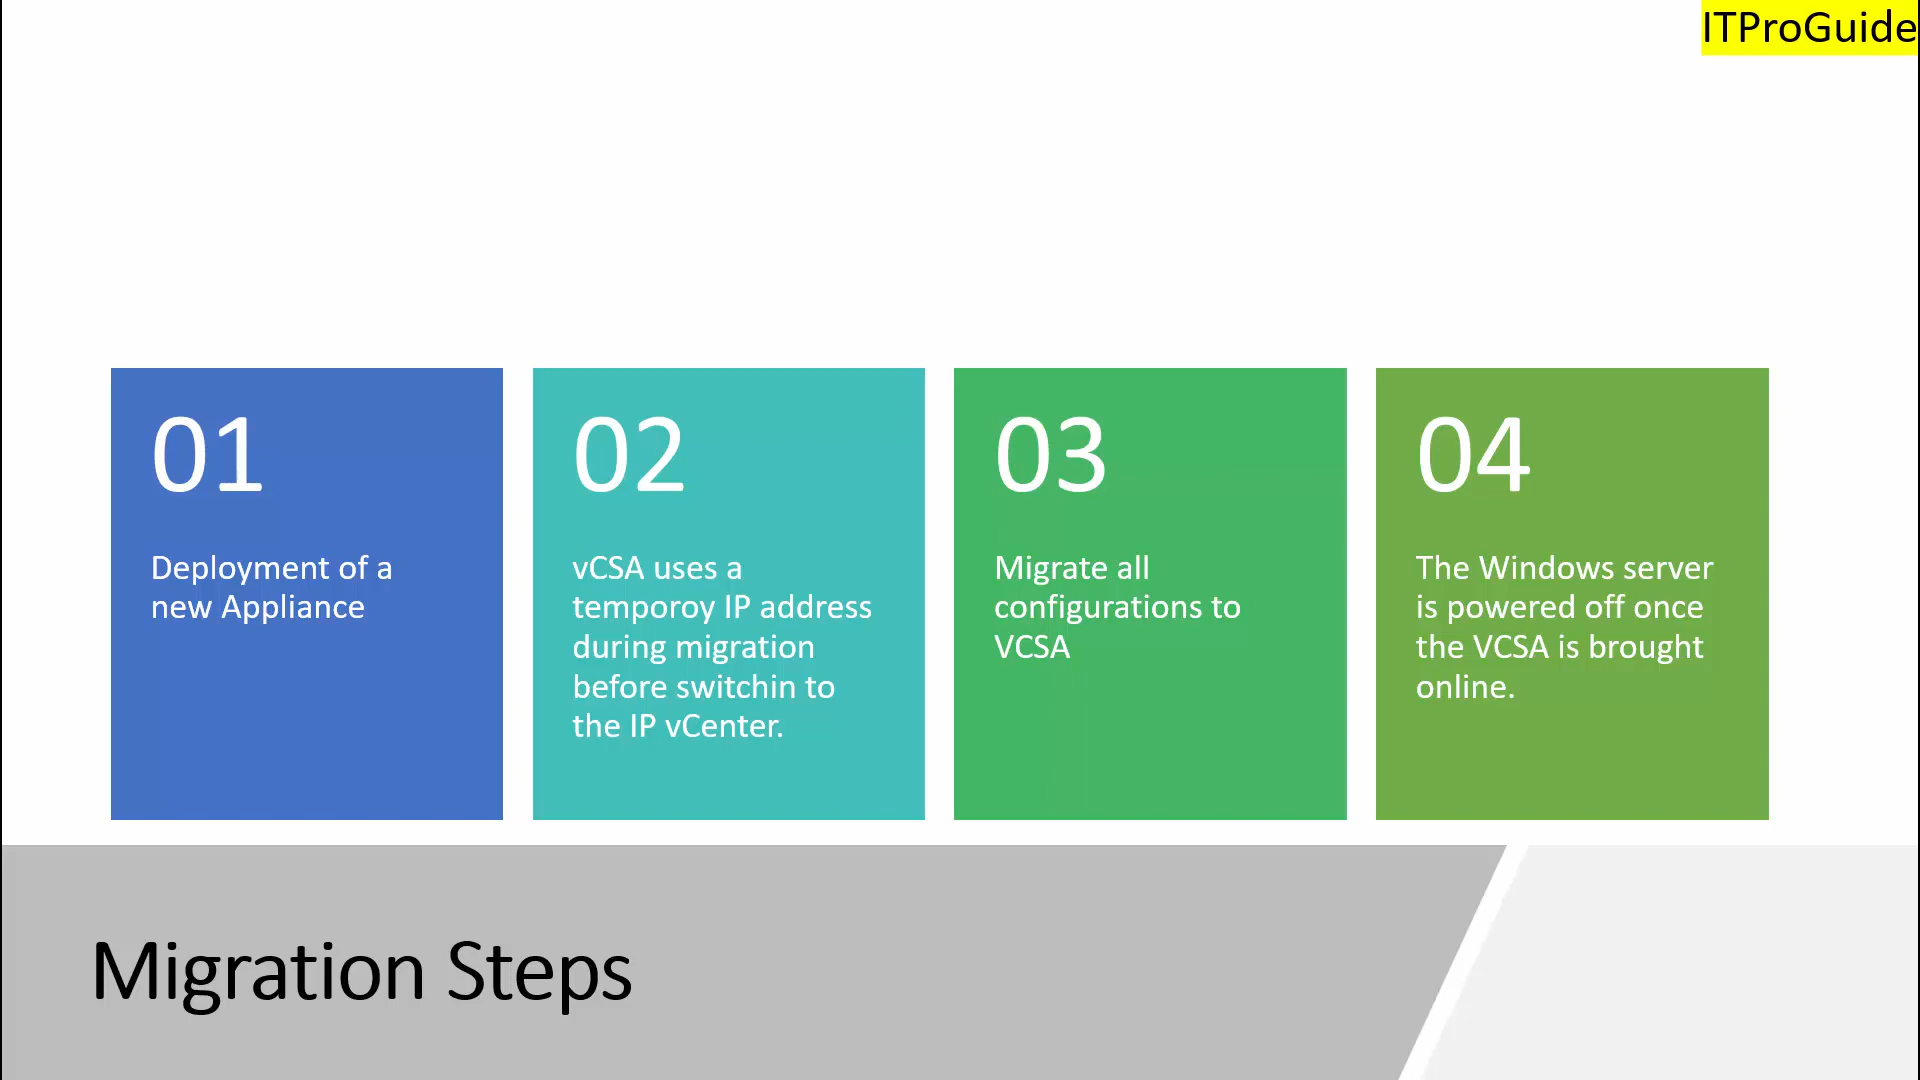 ITProGuide
01
Deployment of a
new Appliance
02
vCSA uses a
temporoy IP address
during migration
before switchin to
the IP vCenter.
03
Migrate all
configurations to
VCSA
04
The Windows server
is powered off once
the VCSA is brought
online.
Migration Steps